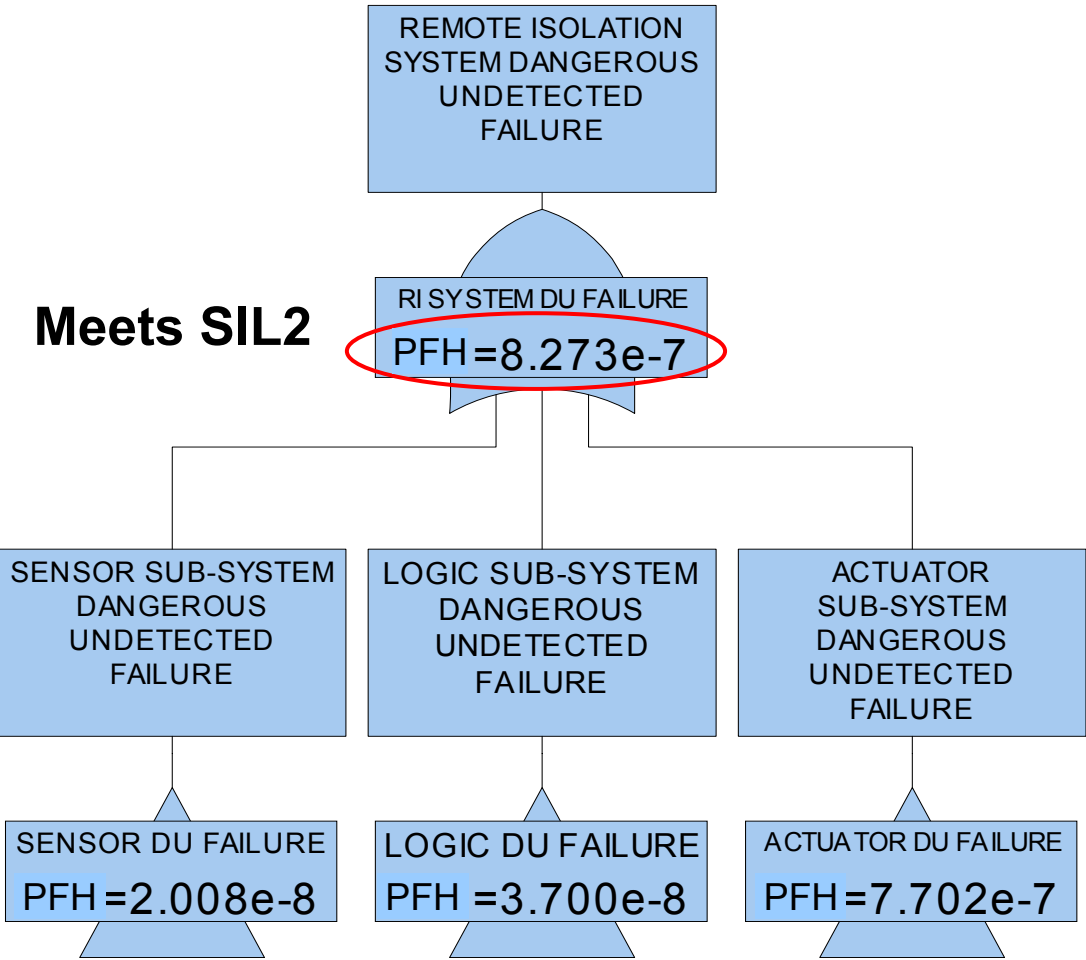 REMOTE ISOLATION
SYSTEM DANGEROUS
UNDETECTED
FAILURE
RI SYSTEM DU FAILURE
Meets SIL2
PFH =8.273e-7
SENSOR SUB-SYSTEM
DANGEROUS
UNDETECTED
FAILURE
LOGIC SUB-SYSTEM
DANGEROUS
UNDETECTED
FAILURE
ACTUATOR
SUB-SYSTEM
DANGEROUS
UNDETECTED
FAILURE
SENSOR DU FAILURE
PFH =2.008e-8
LOGIC DU FAILURE
PFH =3.700e-8
ACTUATOR DU FAILURE
PFH =7.702e-7